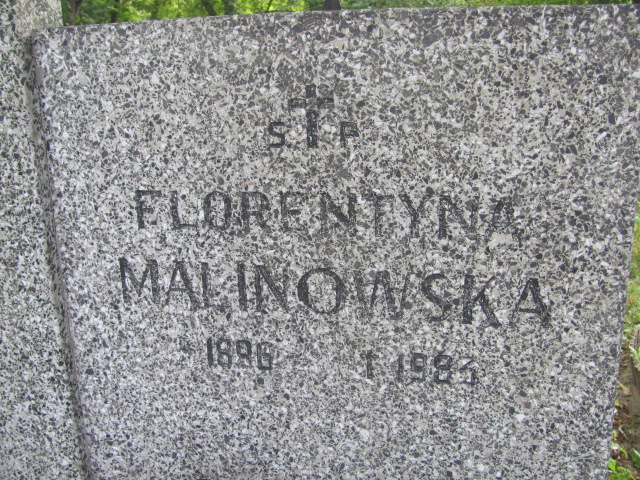 Ś P
FLORENTYNA
MALINOWSKA
* 1896